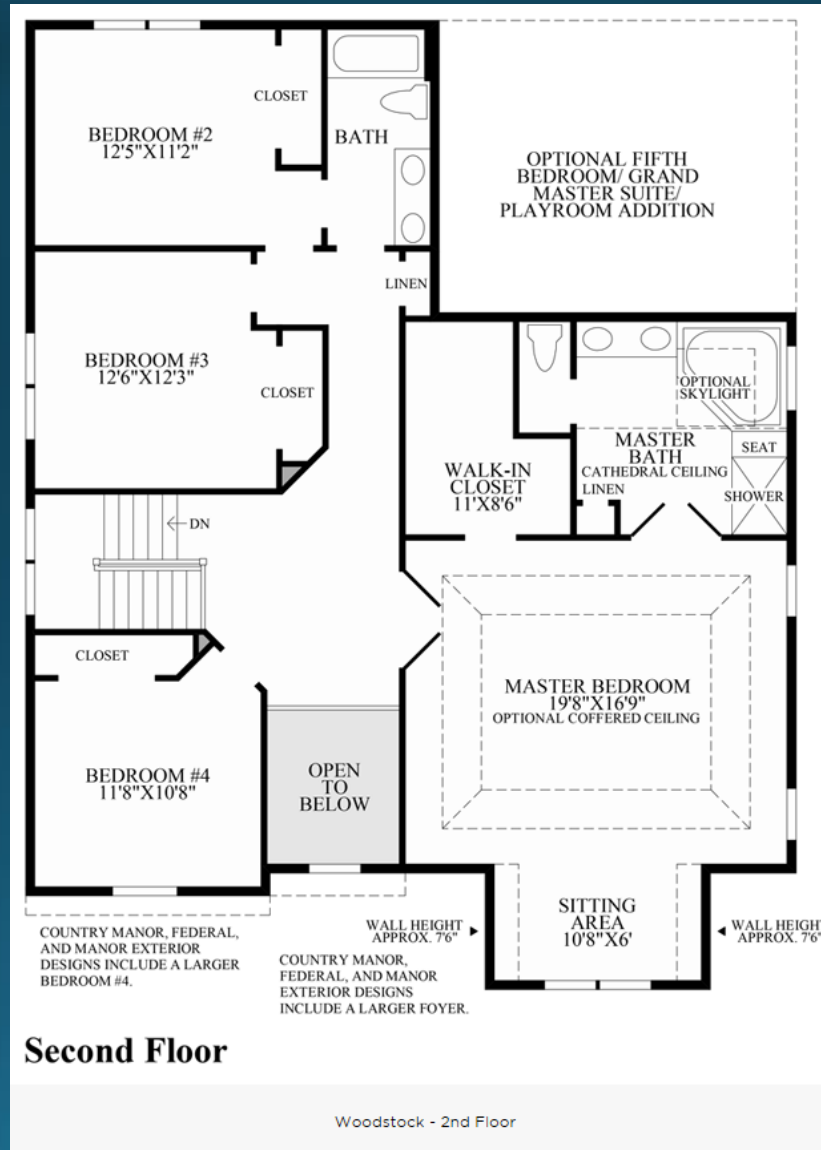 CLOSET
BEDROOM #2
12'5"X11'2"
BATH
OPTIONAL FIFTH
BEDROOM/ GRAND
MASTER SUITE/
PLAYROOM ADDITION
LINEN
BEDROOM #3
12'6"X12'3"
CLOSET
OPTIONAL
SKYLIGHT
MASTER
BATH
CATHEDRAL CEILING
SEAT
WALK-IN
CLOSET
11'X8'6"
LINEN
SHOWER
DN
CLOSET
MASTER BEDROOM
19'8"X16'9"
OPTIONAL COFFERED CEILING
BEDROOM #4
11'8"X10'8"
OPEN
TO
BELOW
SITTING
AREA
10'8"X6'
WALL HEIGHT
APPROX. 7'6"
WALL HEIGHT
APPROX. 7'6"
COUNTRY MANOR, FEDERAL,
AND MANOR EXTERIOR
DESIGNS INCLUDE A LARGER
BEDROOM #4.
COUNTRY MANOR,
FEDERAL, AND MANOR
EXTERIOR DESIGNS
INCLUDE A LARGER FOYER.
Second Floor
Woodstock - 2nd Floor